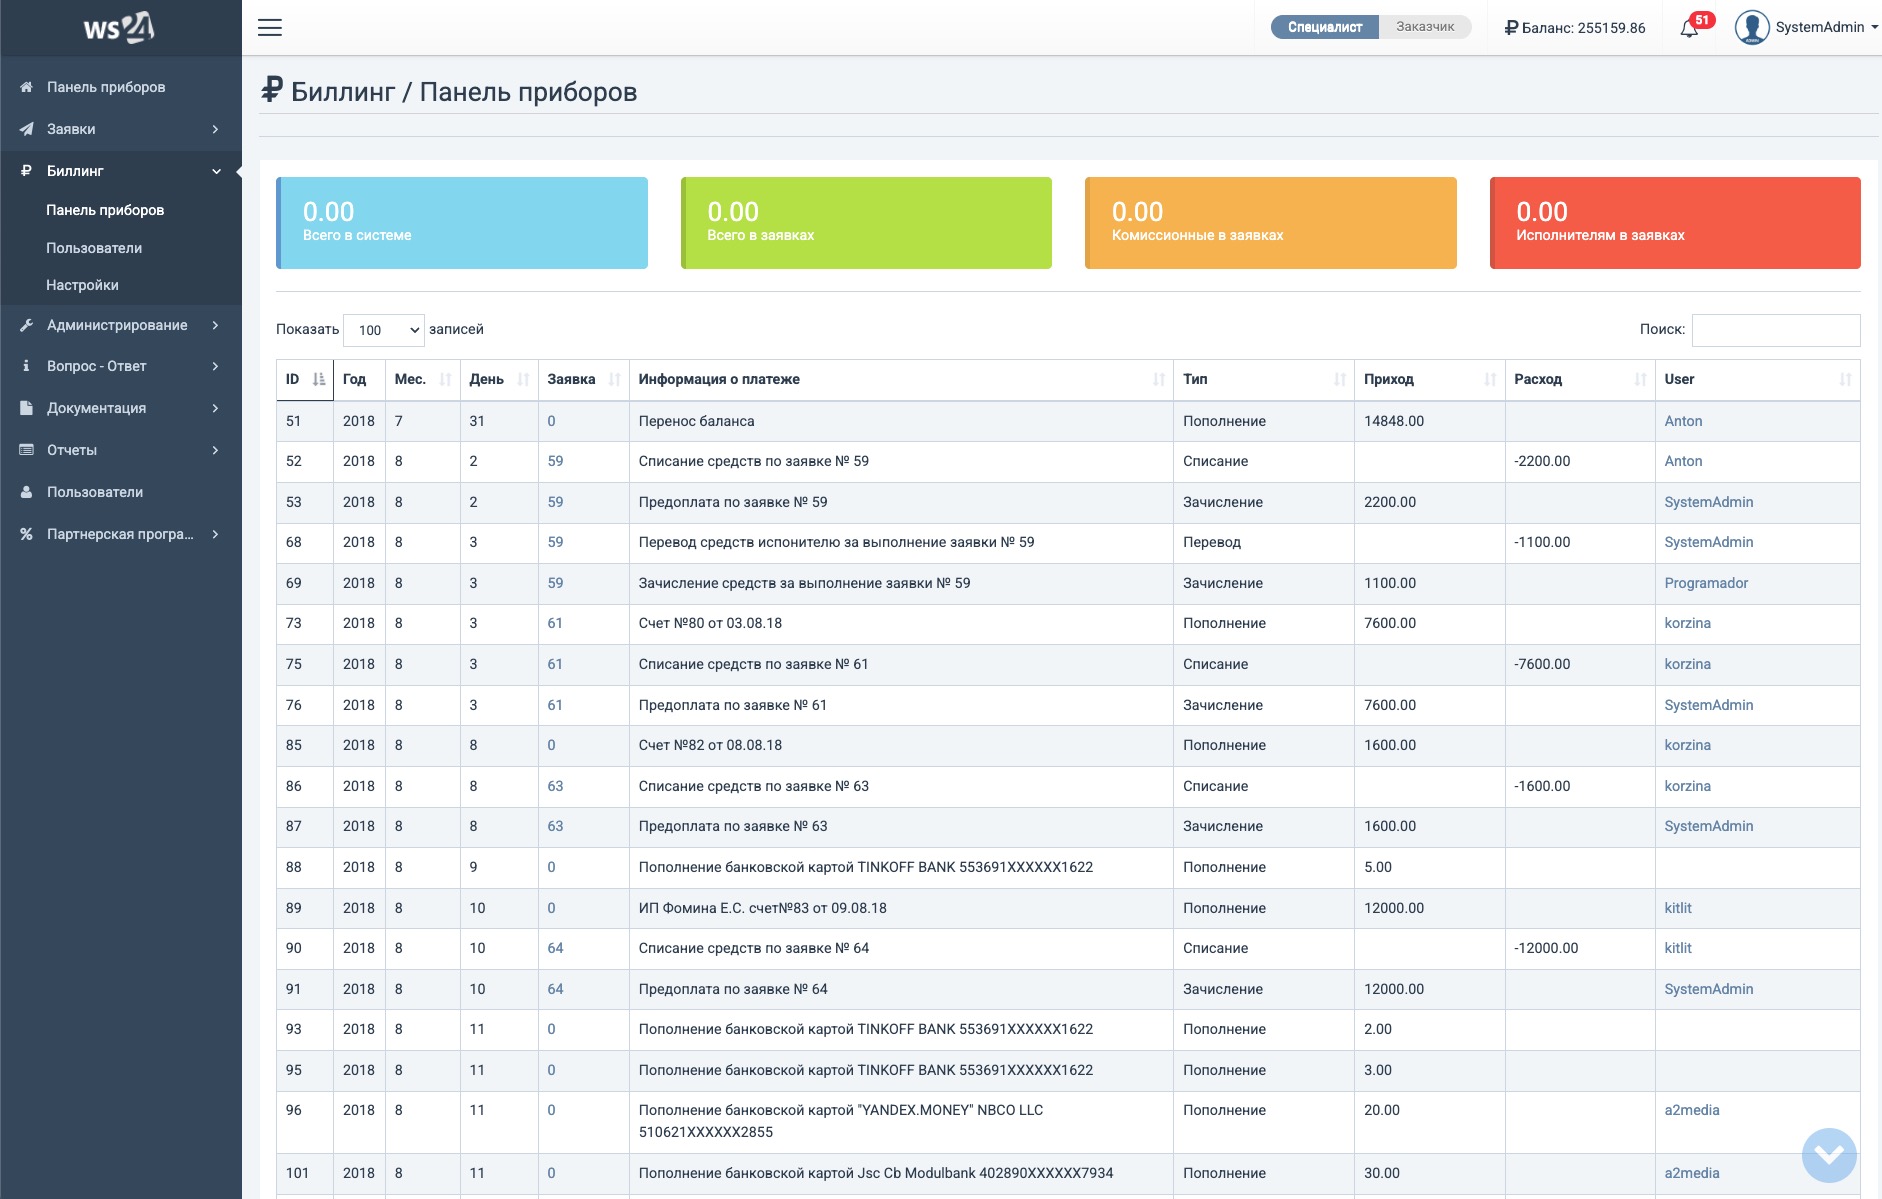 ws24
Специалист Заказчик
Баланс: 255159.86
51
SystemAdmin
Панель приборов
Заявки
Биллинг
Панель приборов
Пользователи
Настройки
Администрирование
Вопрос - Ответ
Документация
Отчеты
Пользователи
Партнерская програ...
₽ Биллинг / Панель приборов
0.00
Всего в системе
0.00
Всего в заявках
0.00
Комиссионные в заявках
0.00
Исполнителям в заявках
Показать 100 записей
Поиск:
ID Год Мес. День Заявка Информация о платеже Тип Приход Расход User
51 2018 7 31 0 Перенос баланса Пополнение 14848.00 Anton
52 2018 8 2 59 Списание средств по заявке № 59 Списание -2200.00 Anton
53 2018 8 2 59 Предоплата по заявке № 59 Зачисление 2200.00 SystemAdmin
68 2018 8 3 59 Перевод средств испонителю за выполнение заявки № 59 Перевод -1100.00 SystemAdmin
69 2018 8 3 59 Зачисление средств за выполнение заявки № 59 Зачисление 1100.00 Programador
73 2018 8 3 61 Счет №80 от 03.08.18 Пополнение 7600.00 korzina
75 2018 8 3 61 Списание средств по заявке № 61 Списание -7600.00 korzina
76 2018 8 3 61 Предоплата по заявке № 61 Зачисление 7600.00 SystemAdmin
85 2018 8 8 0 Счет №82 от 08.08.18 Пополнение 1600.00 korzina
86 2018 8 8 63 Списание средств по заявке № 63 Списание -1600.00 korzina
87 2018 8 8 63 Предоплата по заявке № 63 Зачисление 1600.00 SystemAdmin
88 2018 8 9 0 Пополнение банковской картой TINKOFF BANK 553691XXXXXX1622 Пополнение 5.00
89 2018 8 10 0 ИП Фомина Е.С. счет№83 от 09.08.18 Пополнение 12000.00 kitlit
90 2018 8 10 64 Списание средств по заявке № 64 Списание -12000.00 kitlit
91 2018 8 10 64 Предоплата по заявке № 64 Зачисление 12000.00 SystemAdmin
93 2018 8 11 0 Пополнение банковской картой TINKOFF BANK 553691XXXXXX1622 Пополнение 2.00
95 2018 8 11 0 Пополнение банковской картой TINKOFF BANK 553691XXXXXX1622 Пополнение 3.00
96 2018 8 11 0 Пополнение банковской картой "YANDEX.MONEY" NBCO LLC Пополнение 20.00 a2media
510621XXXXXX2855
101 2018 8 11 0 Пополнение банковской картой Jsc Cb Modulbank 402890XXXXXX7934 Пополнение 30.00 a2media